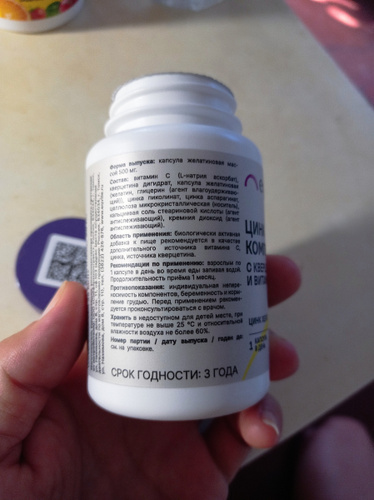 Форма выпуска: капсула желатиновая мас-
сой 500 мг.
Состав: витамин С (L-натрия аскорбат),
кверцетина дигидрат, капсула желатиновая
(желатин, глицерин (агент влагоудерживаю-
щий)), цинка пиколинат, цинка аспарагинат,
целлюлоза микрокристаллическая (носитель),
кальциевая соль стеариновой кислоты (агент
антислеживающий), кремния диоксид (агент
антислеживающий).
Область применения: биологически активная
добавка к пище рекомендуется в качестве
дополнительного источника витамина С,
цинка, источника кверцетина.
Рекомендации по применению: взрослым по
1 капсуле в день во время еды запивая водой.
Продолжительность приёма 1 месяц.
Противопоказания: индивидуальная непере-
носимость компонентов, беременность и корм-
ление грудью. Перед применением рекомен-
дуется проконсультироваться с врачом.
Хранить в недоступном для детей месте, при
температуре не выше 25 °С и относительной
влажности воздуха не более 60%.
Номер партии / дату выпуска / годен до:
см. на упаковке.
СРОК ГОДНОСТИ: 3 ГОДА
ЦИНК
КОМ
С КВЕ
И ВИТА